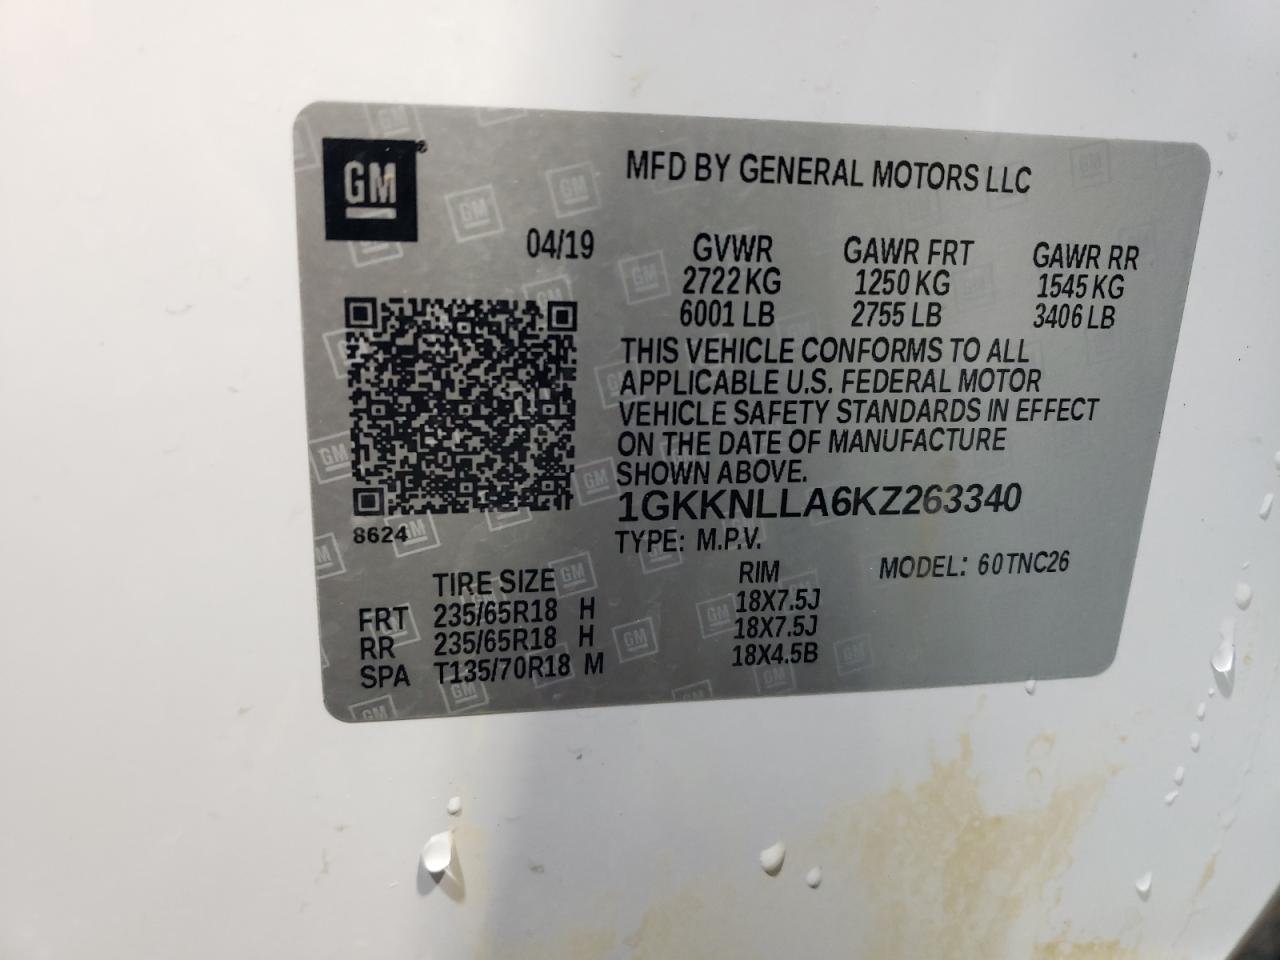 GM®
MFD BY GENERAL MOTORS LLC
04/19
GVWR GAWR FRT GAWR RR
2722 KG 1250 KG 1545 KG
6001 LB 2755 LB 3406 LB
THIS VEHICLE CONFORMS TO ALL
APPLICABLE U.S. FEDERAL MOTOR
VEHICLE SAFETY STANDARDS IN EFFECT
ON THE DATE OF MANUFACTURE
SHOWN ABOVE.
1GKKNLLA6KZ263340
8624
TYPE: M.P.V.
MODEL: 60TNC26
TIRE SIZE RIM
FRT 235/65R18 H 18X7.5J
RR 235/65R18 H 18X7.5J
SPA T135/70R18 M 18X4.5B